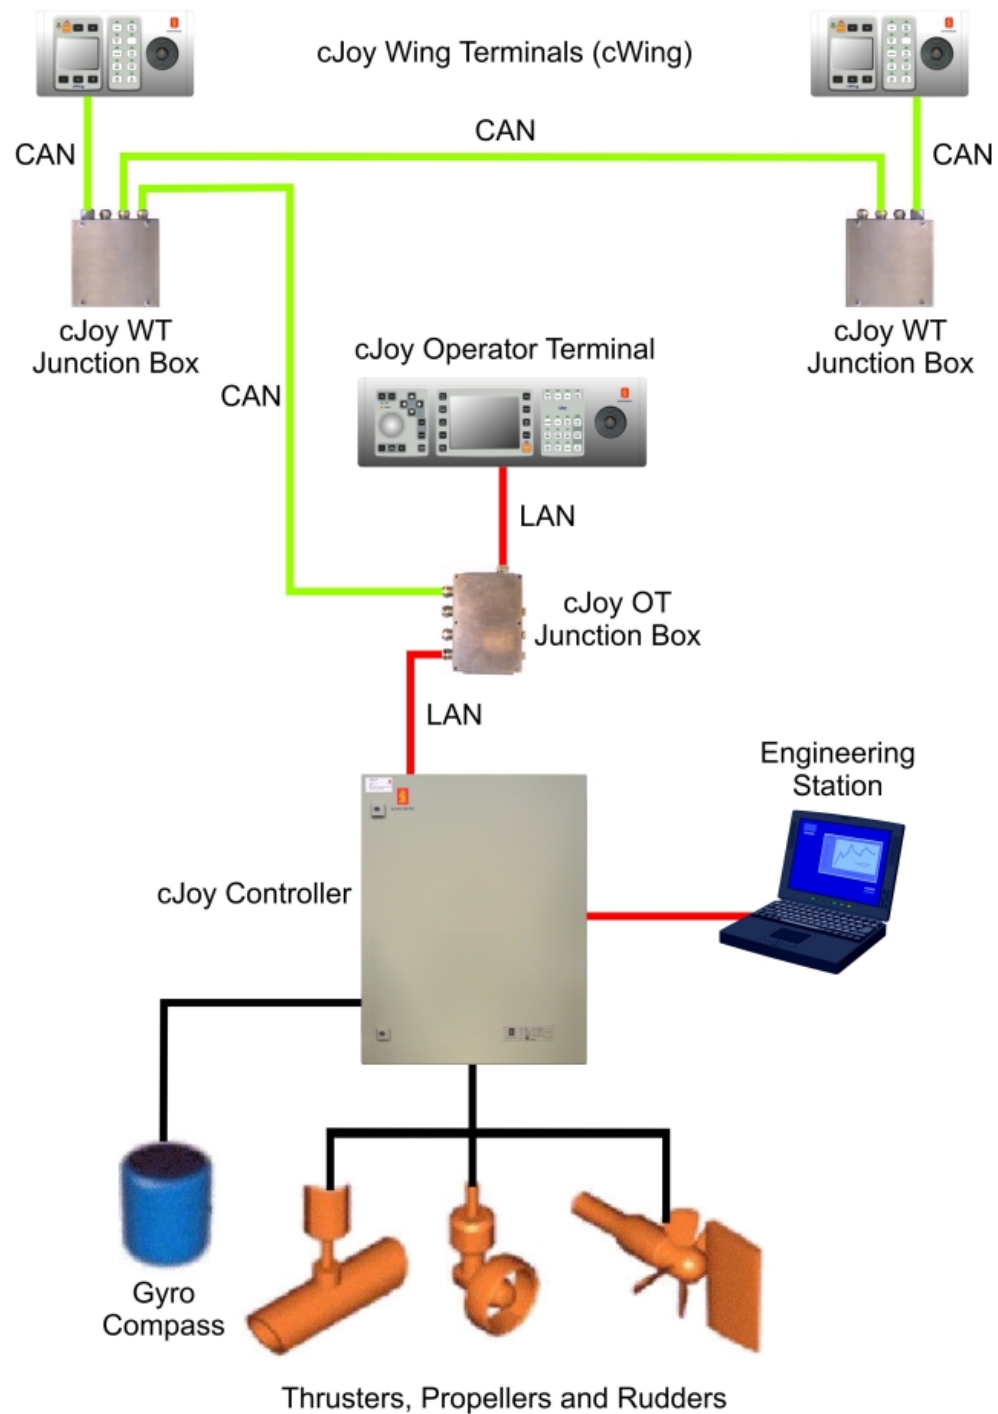 cJoy Wing Terminals (cWing)
CAN
CAN
CAN
cJoy WT
Junction Box
cJoy WT
Junction Box
cJoy Operator Terminal
CAN
LAN
cJoy OT
Junction Box
LAN
Engineering
Station
cJoy Controller
Gyro
Compass
Thrusters, Propellers and Rudders